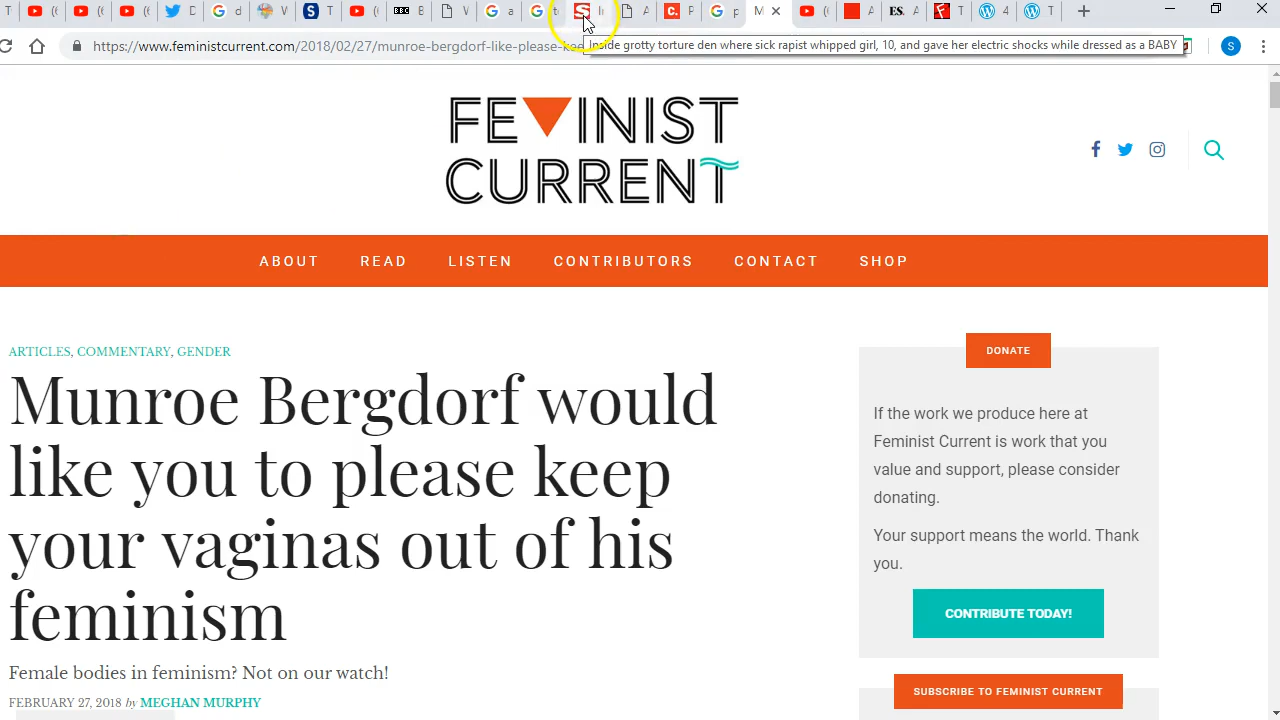 T
(
(
(
D
d
W
T
(
BBC B
W
a
t
I
A
c. P
p
M
(
A
ES. A
T
4
T
https://www.feministcurrent.com/2018/02/27/munroe-bergdorf-like-please-kee
Inside grotty torture den where sick rapist whipped girl, 10, and gave her electric shocks while dressed as a BABY
S
FEMINIST
CURRENT
ABOUT READ LISTEN CONTRIBUTORS CONTACT SHOP
ARTICLES, COMMENTARY, GENDER
Munroe Bergdorf would
like you to please keep
your vaginas out of his
feminism
Female bodies in feminism? Not on our watch!
FEBRUARY 27, 2018 by MEGHAN MURPHY
DONATE
If the work we produce here at
Feminist Current is work that you
value and support, please consider
donating.
Your support means the world. Thank
you.
CONTRIBUTE TODAY!
SUBSCRIBE TO FEMINIST CURRENT